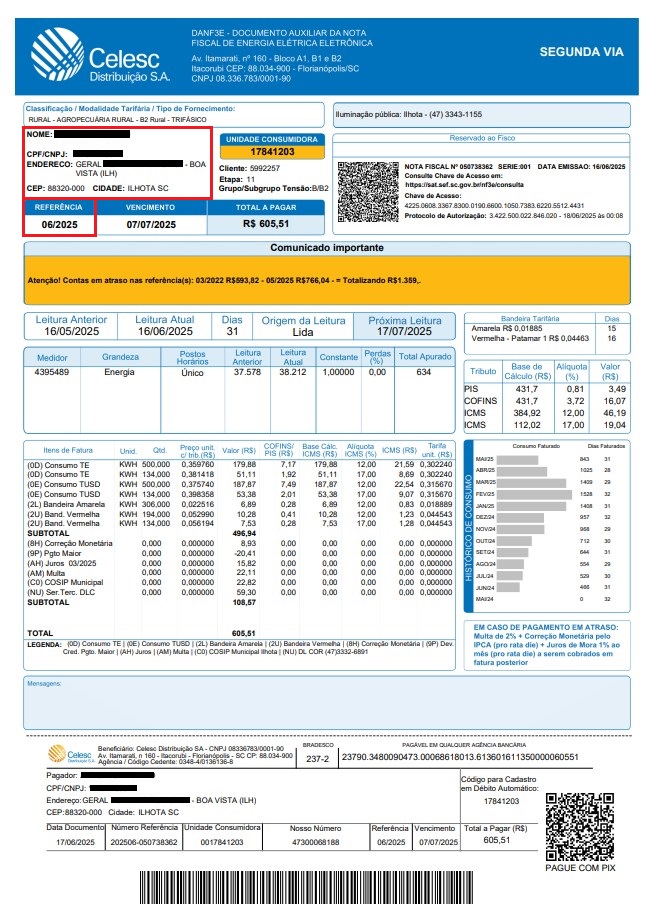 Celesc
Distribuição S.A.
DANF3E - DOCUMENTO AUXILIAR DA NOTA
FISCAL DE ENERGIA ELÉTRICA ELETRÔNICA
Av. Itamarati, nº 160 - Bloco A1, B1 e B2
Itacorubi CEP: 88.034-900 - Florianópolis/SC
CNPJ 08.336.783/0001-90
SEGUNDA VIA
Classificação / Modalidade Tarifária / Tipo de Fornecimento:
RURAL - AGROPECUÁRIA RURAL - B2 Rural - TRIFÁSICO
Iluminação pública: Ilhota - (47) 3343-1155
NOME:
CPF/CNPJ:
ENDERECO: GERAL - BOA
VISTA (ILH)
CEP: 88320-000 CIDADE: ILHOTA SC
UNIDADE CONSUMIDORA
17841203
Cliente: 5992257
Etapa: 11
Grupo/Subgrupo Tensão:B/B2
Reservado ao Fisco
NOTA FISCAL Nº 050738362 SERIE:001 DATA EMISSAO: 16/06/2025
Consulte Chave de Acesso em:
https://sat.sef.sc.gov.br/nf3e/consulta
Chave de Acesso:
4225.0608.3367.8300.0190.6600.1050.7383.6220.5512.4431
Protocolo de Autorização: 3.422.500.022.846.020 - 18/06/2025 às 00:08
REFERÊNCIA VENCIMENTO TOTAL A PAGAR
06/2025 07/07/2025 R$ 605,51
Comunicado importante
Atenção! Contas em atraso nas referência(s): 03/2022 R$593,82 - 05/2025 R$766,04 - = Totalizando R$1.359,.
Leitura Anterior Leitura Atual Dias Origem da Leitura Próxima Leitura
16/05/2025 16/06/2025 31 Lida 17/07/2025
Bandeira Tarifária Dias
Amarela R$ 0,01885 15
Vermelha - Patamar 1 R$ 0,04463 16
Medidor Grandeza Postos Horários Leitura Anterior Leitura Atual Constante Perdas (%) Total Apurado
4395489 Energia Único 37.578 38.212 1,00000 0,00 634
Tributo Base de Cálculo (R$) Alíquota (%) Valor (R$)
PIS 431,7 0,81 3,49
COFINS 431,7 3,72 16,07
ICMS 384,92 12,00 46,19
ICMS 112,02 17,00 19,04
Itens de Fatura Unid. Qtd. Preço unit. c/ trib.(R$) Valor (R$) COFINS/ PIS (R$) Base Cálc. ICMS (R$) Alíquota ICMS (%) ICMS (R$) Tarifa unit. (R$)
(0D) Consumo TE KWH 500,000 0,359760 179,88 7,17 179,88 12,00 21,59 0,302240
(0D) Consumo TE KWH 134,000 0,381418 51,11 1,92 51,11 17,00 8,69 0,302240
(0E) Consumo TUSD KWH 500,000 0,375740 187,87 7,49 187,87 12,00 22,54 0,315670
(0E) Consumo TUSD KWH 134,000 0,398358 53,38 2,01 53,38 17,00 9,07 0,315670
(2L) Bandeira Amarela KWH 306,000 0,022516 6,89 0,28 6,89 12,00 0,83 0,018889
(2U) Band. Vermelha KWH 194,000 0,052990 10,28 0,41 10,28 12,00 1,23 0,044543
(2U) Band. Vermelha KWH 134,000 0,056194 7,53 0,28 7,53 17,00 1,28 0,044543
SUBTOTAL 496,94
(8H) Correção Monetária 0,000 0,000000 8,93 0,00 0,00 0,00 0,00 0,000000
(9P) Pgto Maior 0,000 0,000000 -20,41 0,00 0,00 0,00 0,00 0,000000
(AH) Juros 03/2025 0,000 0,000000 15,82 0,00 0,00 0,00 0,00 0,000000
(AM) Multa 0,000 0,000000 22,11 0,00 0,00 0,00 0,00 0,000000
(C0) COSIP Municipal 0,000 0,000000 22,82 0,00 0,00 0,00 0,00 0,000000
(NU) Ser.Terc. DLC 0,000 0,000000 59,30 0,00 0,00 0,00 0,00 0,000000
SUBTOTAL 108,57
TOTAL 605,51
LEGENDA: (0D) Consumo TE | (0E) Consumo TUSD | (2L) Bandeira Amarela | (2U) Bandeira Vermelha | (8H) Correção Monetária | (9P) Dev.
Cred. Pgto. Maior | (AH) Juros | (AM) Multa | (C0) COSIP Municipal Ilhota | (NU) DL COR (47)3332-6891
HISTÓRICO DE CONSUMO
Consumo Faturado Dias Faturados
MAI/25 843 31
ABR/25 1025 28
MAR/25 1409 29
FEV/25 1528 32
JAN/25 1408 31
DEZ/24 957 32
NOV/24 968 29
OUT/24 712 30
SET/24 644 31
AGO/24 554 29
JUL/24 529 30
JUN/24 466 31
MAI/24 0 32
EM CASO DE PAGAMENTO EM ATRASO:
Multa de 2% + Correção Monetária pelo
IPCA (pro rata die) + Juros de Mora 1% ao
mês (pro rata die) a serem cobrados em
fatura posterior
Mensagens:
Celesc
Distribuição S.A.
Beneficiário: Celesc Distribuição SA - CNPJ 08336783/0001-90
Av. Itamarati, n 160 - Itacorubi - Florianópolis - SC CP: 88.034-900
Agência / Código Cedente: 0348-4/0136136-8
BRADESCO
237-2
PAGÁVEL EM QUALQUER AGÊNCIA BANCÁRIA
23790.3480090473.00068618013.613601611350000060551
Pagador:
CPF/CNPJ:
Endereço:GERAL - BOA VISTA (ILH)
CEP:88320-000 Cidade: ILHOTA SC
Código para Cadastro
em Débito Automático:
17841203
Data Documento Número Referência Unidade Consumidora Nosso Número Referência Vencimento Total a Pagar (R$)
17/06/2025 202506-050738362 0017841203 47300068188 06/2025 07/07/2025 605,51
PAGUE COM PIX